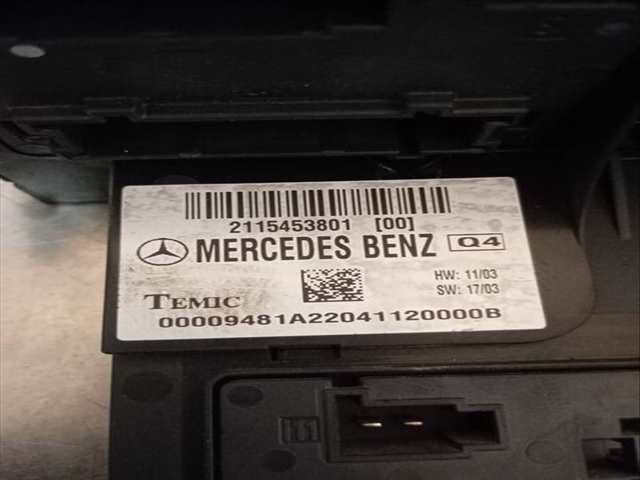 2115453801 [00]
MERCEDES BENZ Q4
HW: 11/03
SW: 17/03
TEMIC
00009481A22041120000B